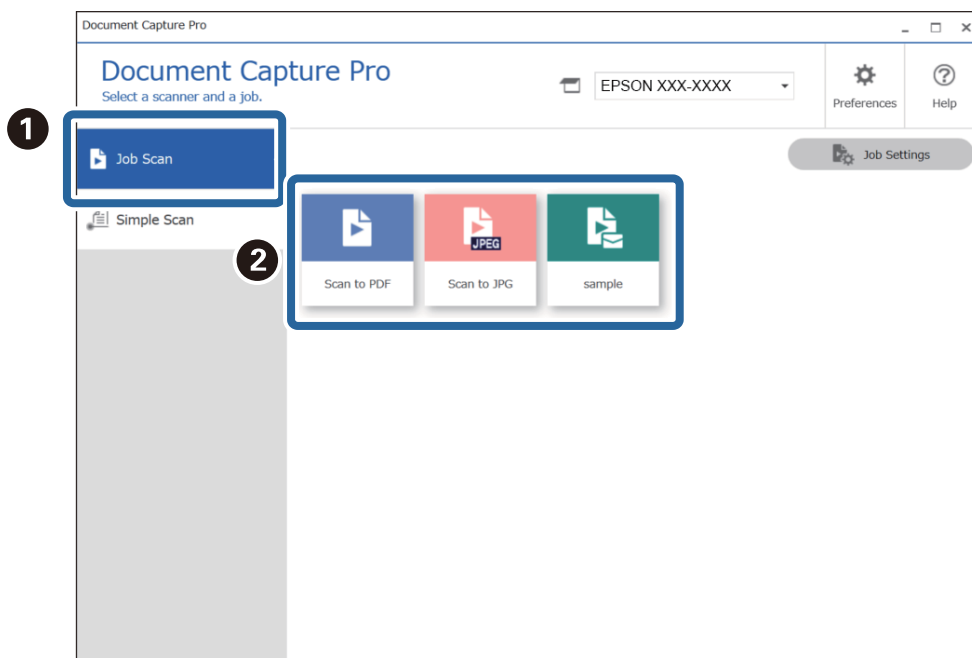 Document Capture Pro
Document Capture Pro
Select a scanner and a job.
EPSON XXX-XXXX
Preferences
Help
1
Job Scan
Job Settings
Simple Scan
2
JPEG
Scan to PDF
Scan to JPG
sample